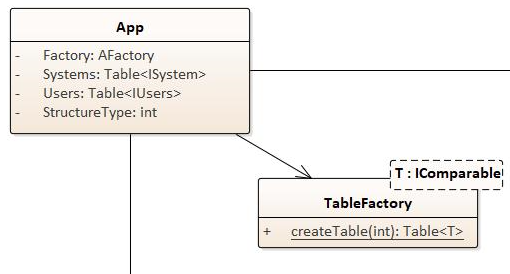 App
- Factory: AFactory
- Systems: Table<ISystem>
- Users: Table<IUsers>
- StructureType: int
T : IComparable
TableFactory
+ createTable(int): Table<T>